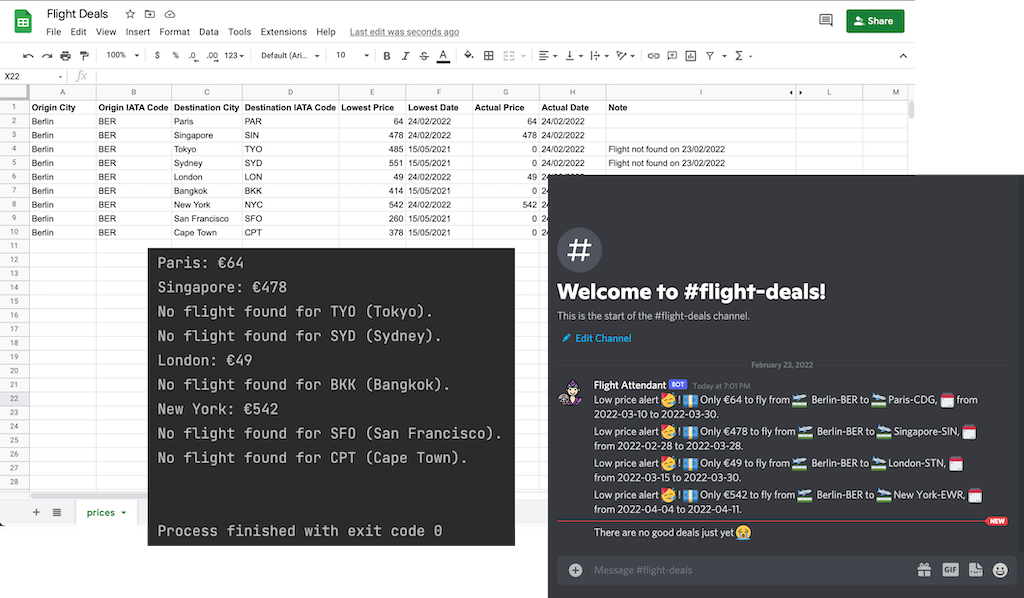 Flight Deals
File Edit View Insert Format Data Tools Extensions Help Last edit was seconds ago
Share
100% $ % .0 .00 123 Default (Ari... 10 B I S A
X22 fx
A B C D E F G H I L M
1 Origin City Origin IATA Code Destination City Destination IATA Code Lowest Price Lowest Date Actual Price Actual Date Note
2 Berlin BER Paris PAR 64 24/02/2022 64 24/02/2022
3 Berlin BER Singapore SIN 478 24/02/2022 478 24/02/2022
4 Berlin BER Tokyo TYO 485 15/05/2021 0 24/02/2022 Flight not found on 23/02/2022
5 Berlin BER Sydney SYD 551 15/05/2021 0 24/02/2022 Flight not found on 23/02/2022
6 Berlin BER London LON 49 24/02/2022 49
7 Berlin BER Bangkok BKK 414 15/05/2021 0
8 Berlin BER New York NYC 542 24/02/2022 542
9 Berlin BER San Francisco SFO 260 15/05/2021 0
10 Berlin BER Cape Town CPT 378 15/05/2021 0
11
12
13
14
15
16
17
18
19
20
21
22
23
24
25
26
27
28
prices
Paris: €64
Singapore: €478
No flight found for TYO (Tokyo).
No flight found for SYD (Sydney).
London: €49
No flight found for BKK (Bangkok).
New York: €542
No flight found for SFO (San Francisco).
No flight found for CPT (Cape Town).
Process finished with exit code 0
#
Welcome to #flight-deals!
This is the start of the #flight-deals channel.
Edit Channel
February 23, 2022
Flight Attendant BOT Today at 7:01 PM
Low price alert 🥳! 💶 Only €64 to fly from 🛫 Berlin-BER to 🛬 Paris-CDG, 🗓 from
2022-03-10 to 2022-03-30.
Low price alert 🥳! 💶 Only €478 to fly from 🛫 Berlin-BER to 🛬 Singapore-SIN, 🗓
from 2022-02-28 to 2022-03-28.
Low price alert 🥳! 💶 Only €49 to fly from 🛫 Berlin-BER to 🛬 London-STN, 🗓
from 2022-03-15 to 2022-03-30.
Low price alert 🥳! 💶 Only €542 to fly from 🛫 Berlin-BER to 🛬 New York-EWR, 🗓
from 2022-04-04 to 2022-04-11.
NEW
There are no good deals just yet 😭
Message #flight-deals
GIF